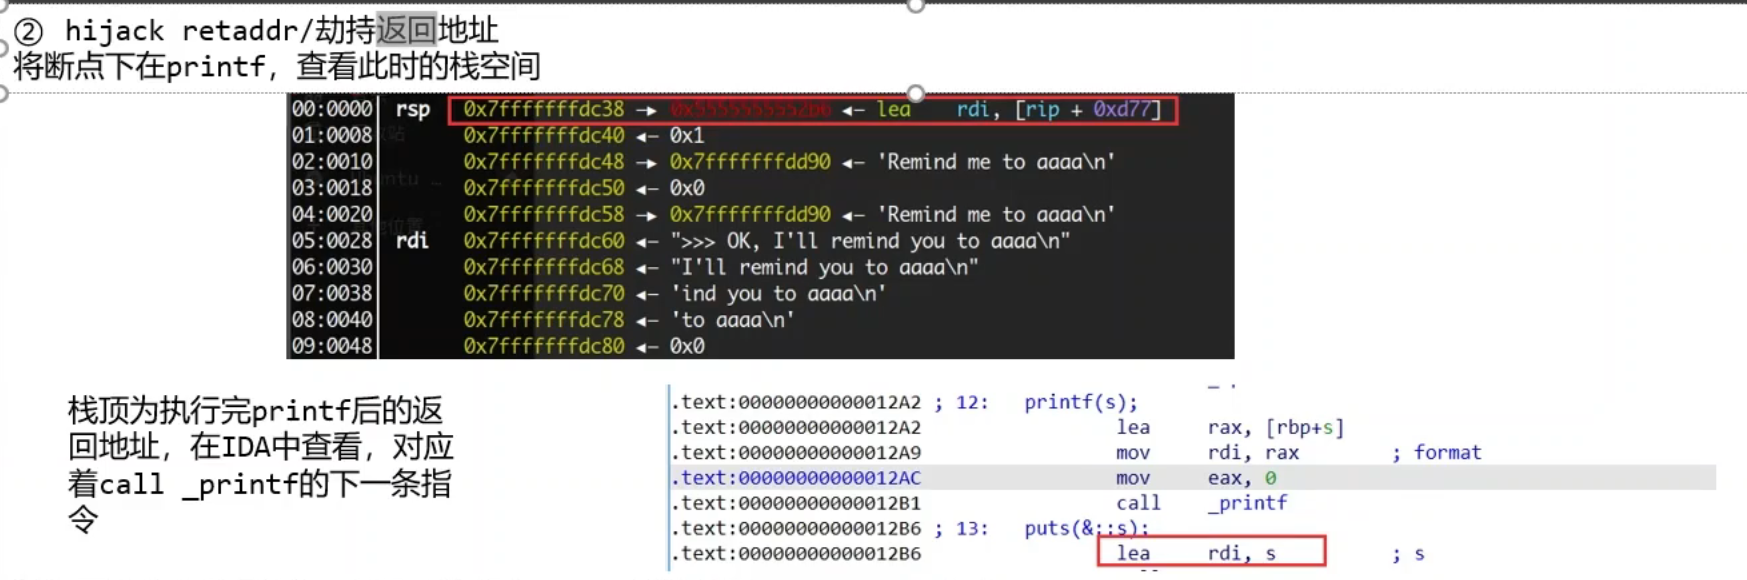 ② hijack retaddr/劫持返回地址
将断点下在printf，查看此时的栈空间
00:0000 rsp 0x7fffffffdc38 —▸ 0x5555555552b6 ◂— lea rdi, [rip + 0xd77]
01:0008 0x7fffffffdc40 ◂— 0x1
02:0010 0x7fffffffdc48 —▸ 0x7fffffffdd90 ◂— 'Remind me to aaaa\n'
03:0018 0x7fffffffdc50 ◂— 0x0
04:0020 0x7fffffffdc58 —▸ 0x7fffffffdd90 ◂— 'Remind me to aaaa\n'
05:0028 rdi 0x7fffffffdc60 ◂— ">>> OK, I'll remind you to aaaa\n"
06:0030 0x7fffffffdc68 ◂— "I'll remind you to aaaa\n"
07:0038 0x7fffffffdc70 ◂— 'ind you to aaaa\n'
08:0040 0x7fffffffdc78 ◂— 'to aaaa\n'
09:0048 0x7fffffffdc80 ◂— 0x0
栈顶为执行完printf后的返
回地址，在IDA中查看，对应
着call _printf的下一条指
令
.text:00000000000012A2 ; 12: printf(s);
.text:00000000000012A2 lea rax, [rbp+s]
.text:00000000000012A9 mov rdi, rax ; format
.text:00000000000012AC mov eax, 0
.text:00000000000012B1 call _printf
.text:00000000000012B6 ; 13: puts(&::s);
.text:00000000000012B6 lea rdi, s ; s